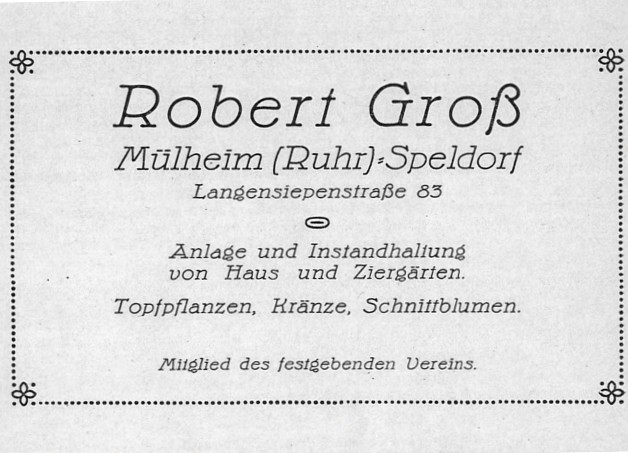 Robert Groß
Mülheim (Ruhr)-Speldorf
Langensiepenstraße 83
Anlage und Instandhaltung
von Haus und Ziergärten.
Topfpflanzen, Kränze, Schnittblumen.
Mitglied des festgebenden Vereins.